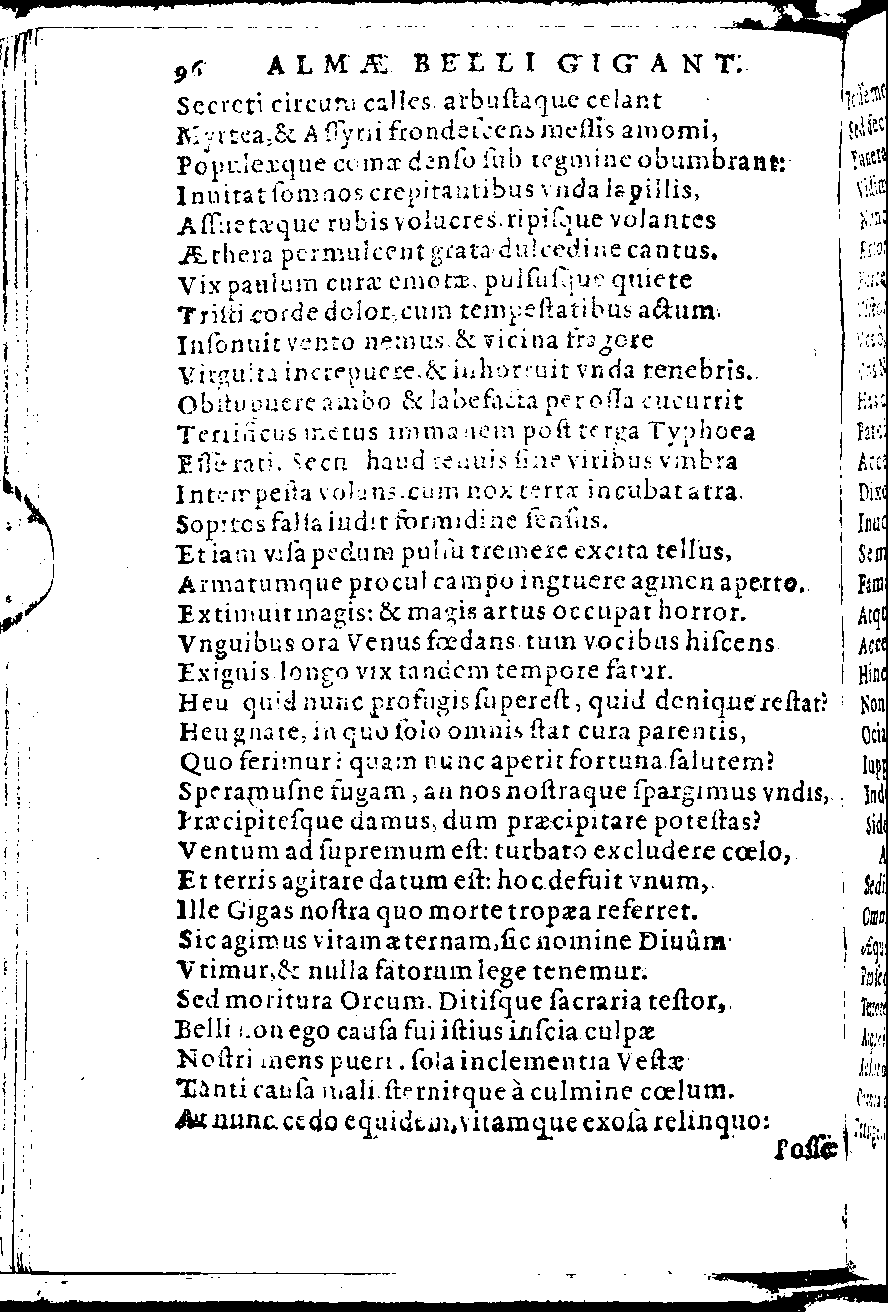 96 ALMÆ BELLI GIGANT.
Secreti circum calles, arbuſtaque celant
Myrtea, & Aſſyrii frondeſcens meſſis amomi,
Populexque comæ denſo ſub tegmine obumbrant:
Inuitat ſomnos crepitantibus vnda lapillis,
Aſſuetæque rubis volucres, ripiſque volantes
Æthera permulcent grata dulcedine cantus.
Vix paulum curæ emotæ, pulſuſque quiete
Triſti corde dolor, cum tempeſtatibus actum
Inſonuit vento nemus, & vicina fragore
Virgulta increpuere, & inhorruit vnda tenebris.
Obſtupuere ambo & labefacta per oſſa cucurrit
Terrificus metus immanem poſt terga Typhoea
Eſſe rati. Secu haud tenuis ſine viribus vmbra
Intempeſta volans, cum nox terræ incubat atra,
Sopitos falſa ludit formidine ſenſus.
Et iam viſa pedum pulſu tremere excita tellus,
Armatumque procul campo ingruere agmen aperto.
Extimuit magis: & magis artus occupat horror.
Vnguibus ora Venus fœdans, tum vocibus hiſcens
Exiguis longo vix tandem tempore fatur.
Heu quid nunc profugis ſupereſt, quid denique reſtat?
Heu gnate, in quo ſolo omnis ſtat cura parentis,
Quo ferimur? quam nunc aperit fortuna ſalutem?
Speramuſne fugam, an nos noſtraque ſpargimus vndis,
Præcipiteſque damus, dum præcipitare poteſtas?
Ventum ad ſupremum eſt: turbato excludere cœlo,
Et terris agitare datum eſt: hoc defuit vnum,
Ille Gigas noſtra quo morte tropæa referret.
Sic agimus vitam æternam, ſic nomine Diuûm
Vtimur, & nulla fatorum lege tenemur.
Sed moritura Orcum, Ditiſque ſacraria teſtor,
Belli non ego cauſa fui iſtius inſcia culpæ
Noſtri mens pueri, ſola inclementia Veſtæ
Tanti cauſa mali ſternitque à culmine cœlum.
At nunc cedo equidem, vitamque exoſa relinquo:
Poſſe